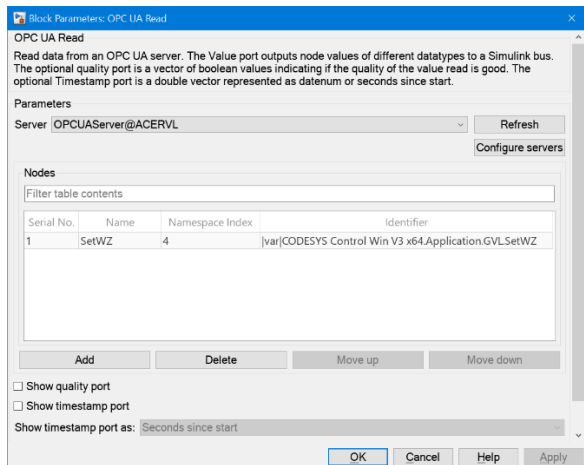 Block Parameters: OPC UA Read
OPC UA Read
Read data from an OPC UA server. The Value port outputs node values of different datatypes to a Simulink bus.
The optional quality port is a vector of boolean values indicating if the quality of the value read is good. The
optional Timestamp port is a double vector represented as datenum or seconds since start.
Parameters
Server OPCUAServer@ACERVL Refresh
Configure servers
Nodes
Filter table contents
Serial No. Name Namespace Index Identifier
1 SetWZ 4 |var|CODESYS Control Win V3 x64.Application.GVL.SetWZ
Add Delete Move up Move down
Show quality port
Show timestamp port
Show timestamp port as: Seconds since start
OK Cancel Help Apply